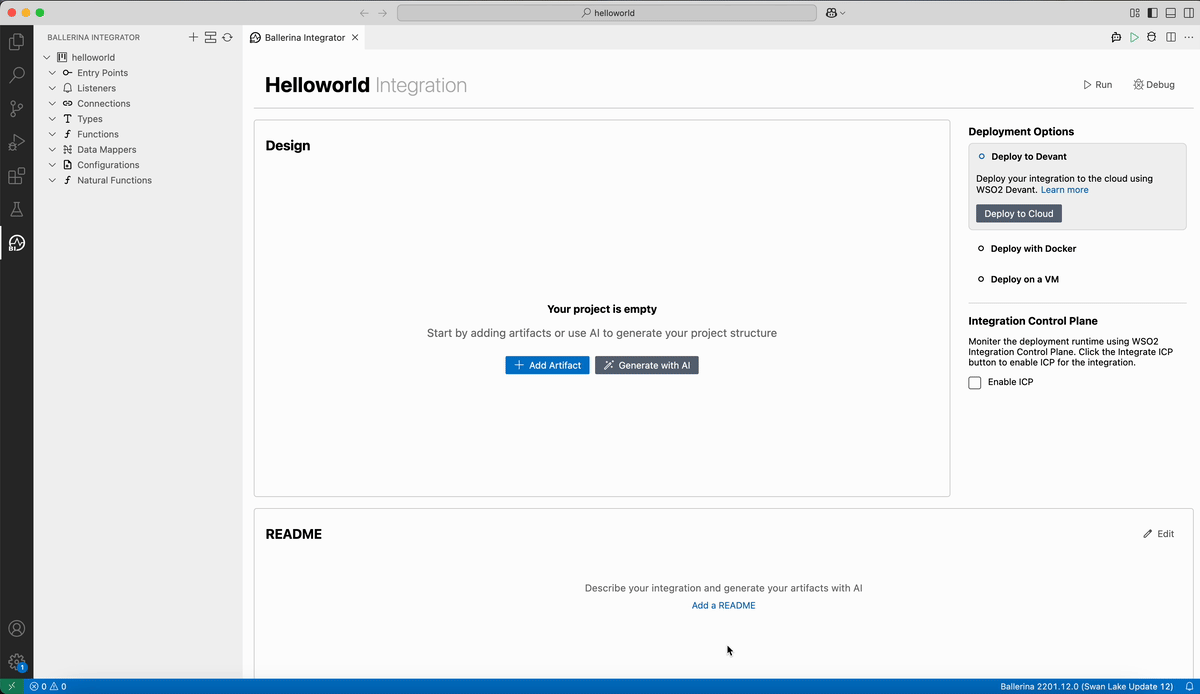 helloworld
BALLERINA INTEGRATOR
helloworld
Entry Points
Listeners
Connections
Types
Functions
Data Mappers
Configurations
Natural Functions
BI
1
Ballerina Integrator
Helloworld Integration
Run
Debug
Design
Your project is empty
Start by adding artifacts or use AI to generate your project structure
Add Artifact
Generate with AI
Deployment Options
Deploy to Devant
Deploy your integration to the cloud using
WSO2 Devant. Learn more
Deploy to Cloud
Deploy with Docker
Deploy on a VM
Integration Control Plane
Moniter the deployment runtime using WSO2
Integration Control Plane. Click the Integrate ICP
button to enable ICP for the integration.
Enable ICP
README
Edit
Describe your integration and generate your artifacts with AI
Add a README
0 0
Ballerina 2201.12.0 (Swan Lake Update 12)